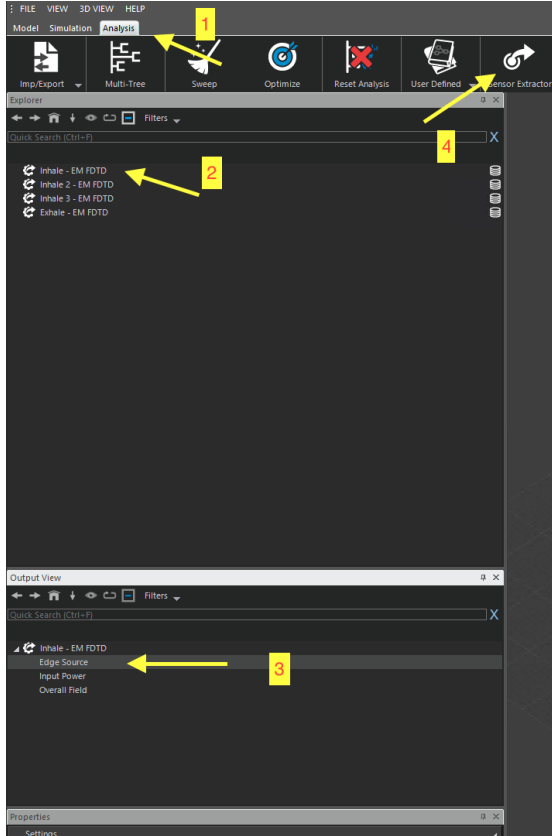 FILE VIEW 3D VIEW HELP
Model Simulation Analysis
1
Imp/Export Multi-Tree Sweep Optimize Reset Analysis User Defined Sensor Extractor
4
Explorer
Filters
Quick Search (Ctrl+F) X
2
Inhale - EM FDTD
Inhale 2 - EM FDTD
Inhale 3 - EM FDTD
Exhale - EM FDTD
Output View
Filters
Quick Search (Ctrl+F) X
Inhale - EM FDTD
Edge Source
3
Input Power
Overall Field
Properties
Settings